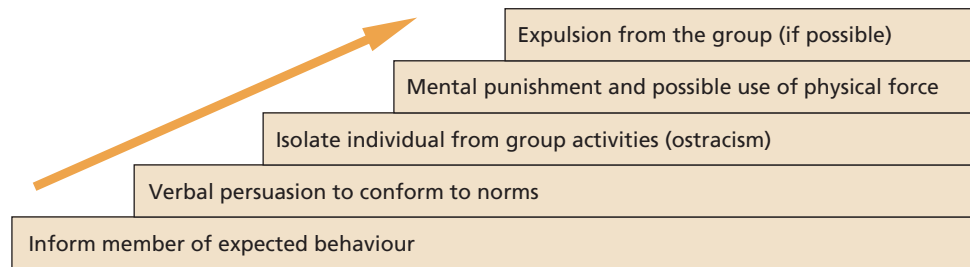 Expulsion from the group (if possible)
Mental punishment and possible use of physical force
Isolate individual from group activities (ostracism)
Verbal persuasion to conform to norms
Inform member of expected behaviour